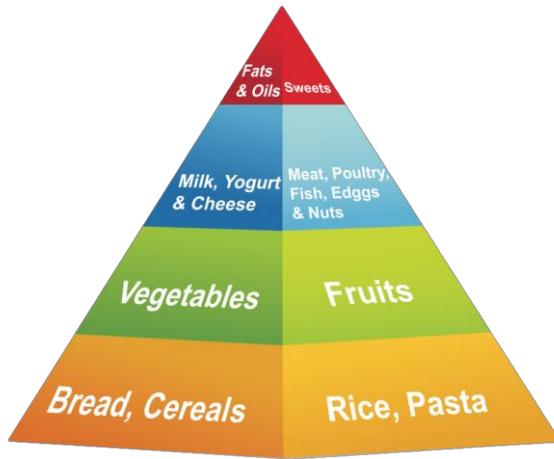 Fats
& Oils
Sweets
Milk, Yogurt
& Cheese
Meat, Poultry,
Fish, Edggs
& Nuts
Vegetables
Fruits
Bread, Cereals
Rice, Pasta